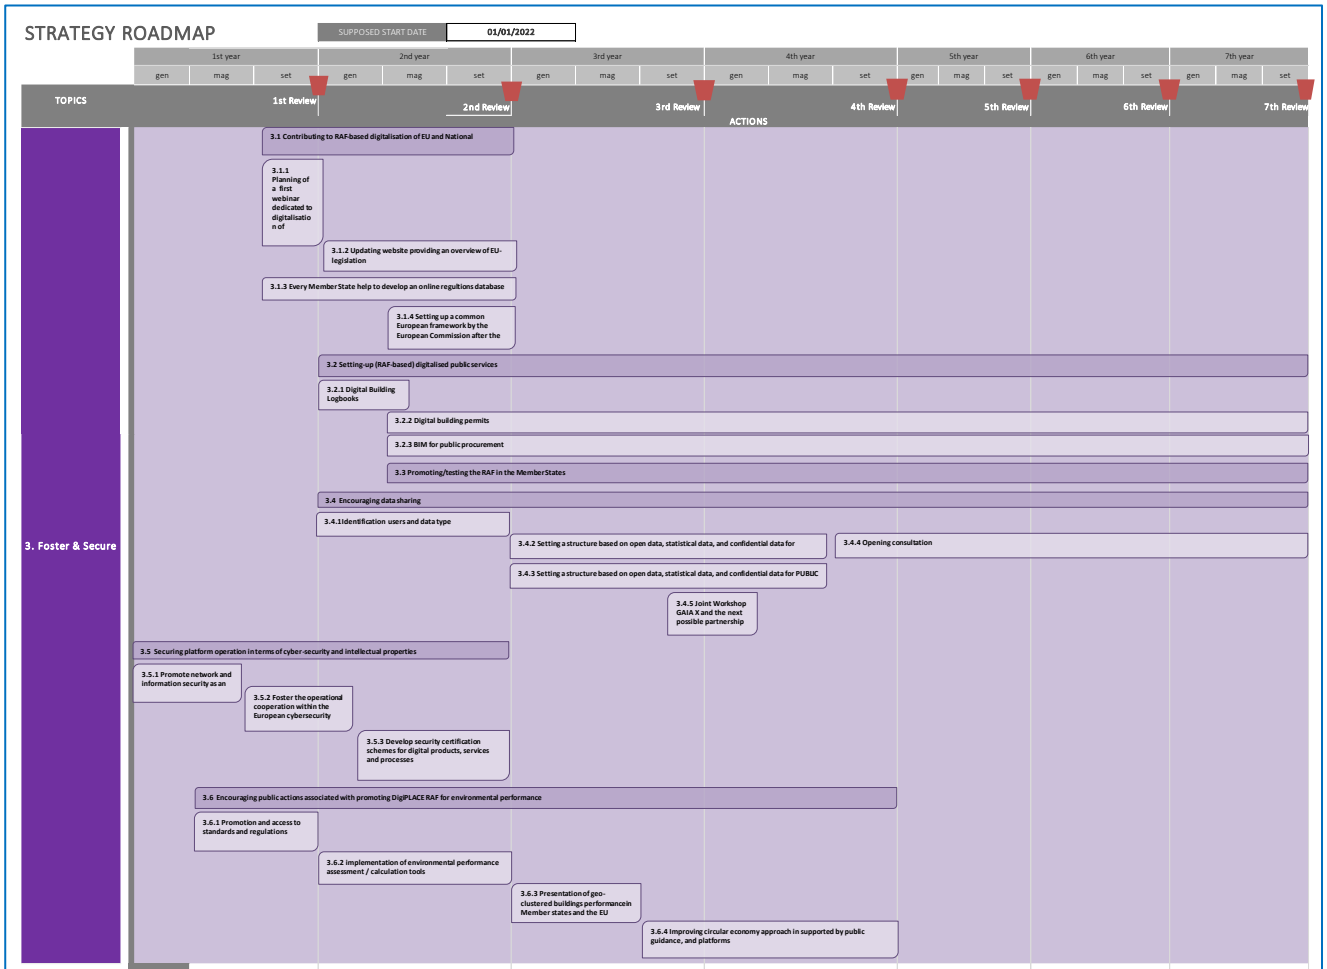 STRATEGY ROADMAP
SUPPOSED START DATE
01/01/2022
1st year
2nd year
3rd year
4th year
5th year
6th year
7th year
gen
mag
set
gen
mag
set
gen
mag
set
gen
mag
set
gen
mag
set
gen
mag
set
gen
mag
set
TOPICS
1st Review
2nd Review
3rd Review
4th Review
5th Review
6th Review
7th Review
ACTIONS
3. Foster & Secure
3.1 Contributing to RAF-based digitalisation of EU and National
3.1.1
Planning of
a first
webinar
dedicated to
digitalisatio
n of
3.1.2 Updating website providing an overview of EU-
legislation
3.1.3 Every Member State help to develop an online regultions database
3.1.4 Setting up a common
European framework by the
European Commission after the
3.2 Setting-up (RAF-based) digitalised public services
3.2.1 Digital Building
Logbooks
3.2.2 Digital building permits
3.2.3 BIM for public procurement
3.3 Promoting/testing the RAF in the Member States
3.4 Encouraging data sharing
3.4.1Identification users and data type
3.4.2 Setting a structure based on open data, statistical data, and confidential data for
3.4.4 Opening consultation
3.4.3 Setting a structure based on open data, statistical data, and confidential data for PUBLIC
3.4.5 Joint Workshop
GAIA X and the next
possible partnership
3.5 Securing platform operation in terms of cyber-security and intellectual properties
3.5.1 Promote network and
information security as an
3.5.2 Foster the operational
cooperation within the
European cybersecurity
3.5.3 Develop security certification
schemes for digital products, services
and processes
3.6 Encouraging public actions associated with promoting DigiPLACE RAF for environmental performance
3.6.1 Promotion and access to
standards and regulations
3.6.2 implementation of environmental performance
assessment / calculation tools
3.6.3 Presentation of geo-
clustered buildings performancein
Member states and the EU
3.6.4 Improving circular economy approach in supported by public
guidance, and platforms